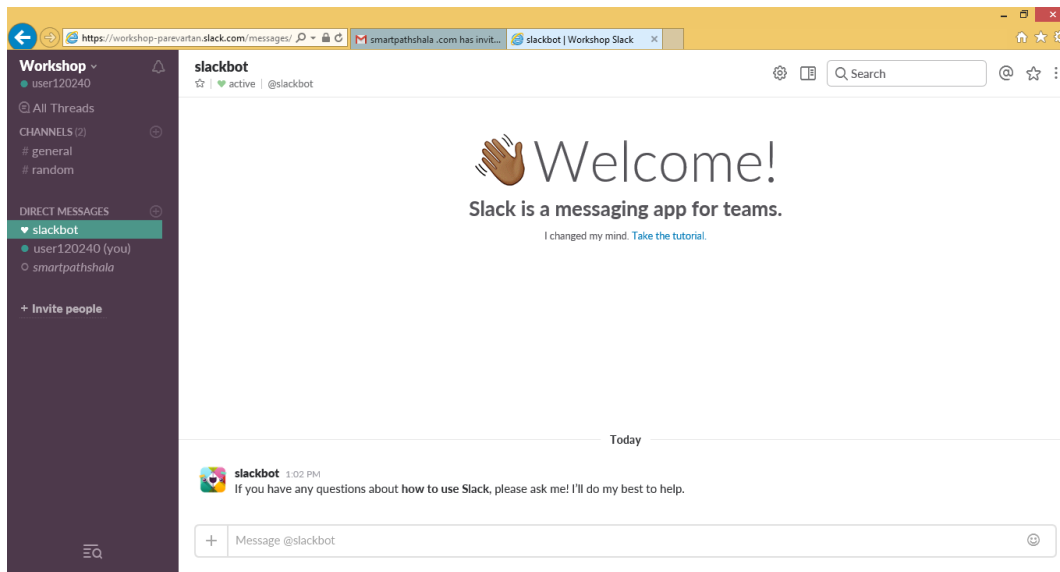 https://workshop-parevartan.slack.com/messages/
smartpathshala .com has invit...
slackbot | Workshop Slack
Workshop
user120240
All Threads
CHANNELS (2)
# general
# random
DIRECT MESSAGES
slackbot
user120240 (you)
smartpathshala
+ Invite people
slackbot
active | @slackbot
Search
Welcome!
Slack is a messaging app for teams.
I changed my mind. Take the tutorial.
Today
slackbot 1:02 PM
If you have any questions about how to use Slack, please ask me! I'll do my best to help.
Message @slackbot